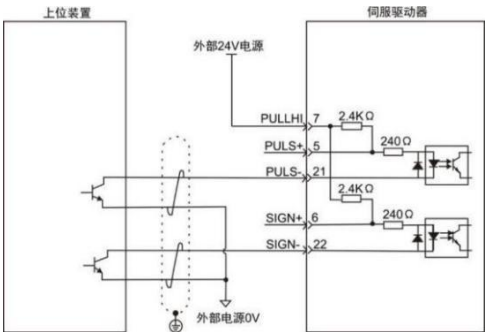 上位装置
伺服驱动器
外部24V电源
PULLHI 7
2.4KΩ
PULS+ 5
240Ω
PULS- 21
2.4KΩ
SIGN+ 6
240Ω
SIGN- 22
外部电源0V